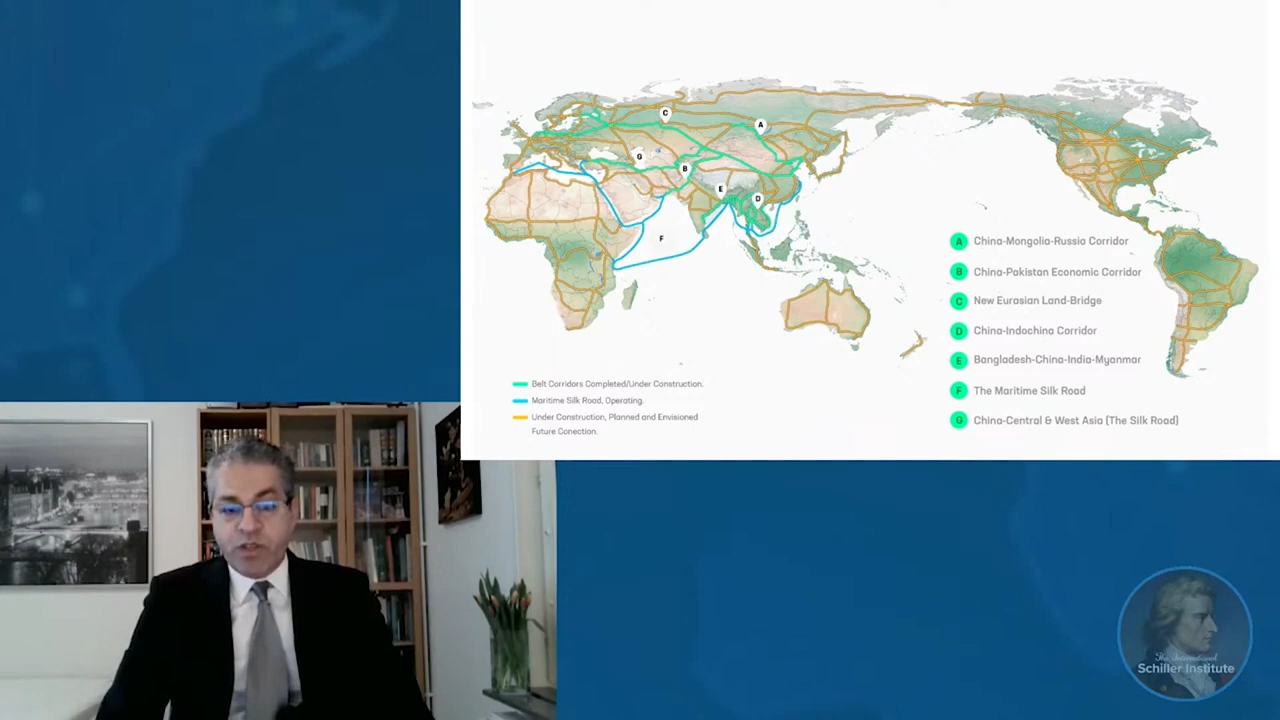 C
A
G
B
E
D
F
A China-Mongolia-Russia Corridor
B China-Pakistan Economic Corridor
C New Eurasian Land-Bridge
D China-Indochina Corridor
E Bangladesh-China-India-Myanmar
F The Maritime Silk Road
G China-Central & West Asia (The Silk Road)
Belt Corridors Completed/Under Construction.
Maritime Silk Road, Operating.
Under Construction, Planned and Envisioned
Future Conection.
The International
Schiller Institute